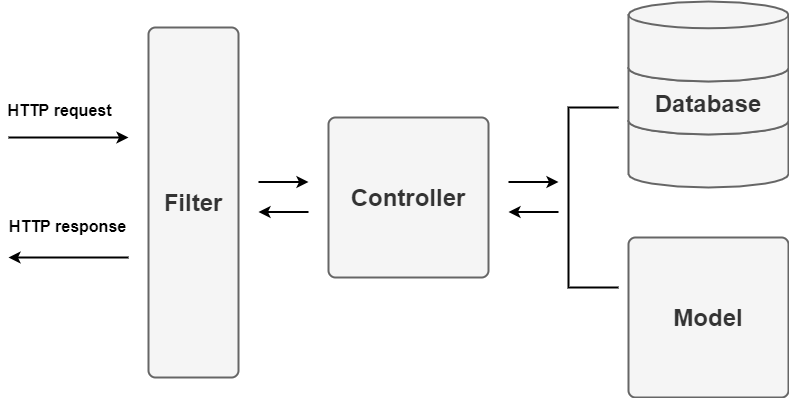 HTTP request
HTTP response
Filter
Controller
Database
Model